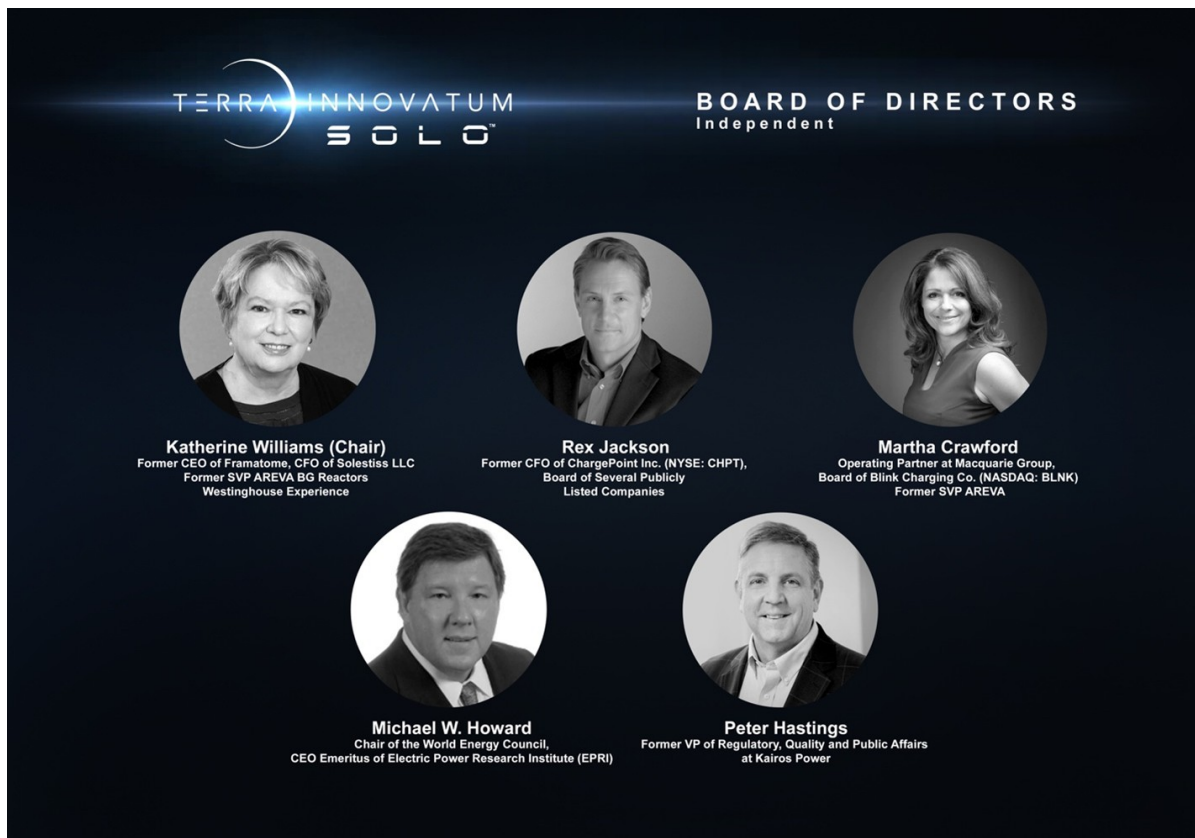 TERRA INNOVATUM
SOLO™
BOARD OF DIRECTORS
Independent
Katherine Williams (Chair)
Former CEO of Framatome, CFO of Solestiss LLC
Former SVP AREVA BG Reactors
Westinghouse Experience
Rex Jackson
Former CFO of ChargePoint Inc. (NYSE: CHPT),
Board of Several Publicly
Listed Companies
Martha Crawford
Operating Partner at Macquarie Group,
Board of Blink Charging Co. (NASDAQ: BLNK)
Former SVP AREVA
Michael W. Howard
Chair of the World Energy Council,
CEO Emeritus of Electric Power Research Institute (EPRI)
Peter Hastings
Former VP of Regulatory, Quality and Public Affairs
at Kairos Power